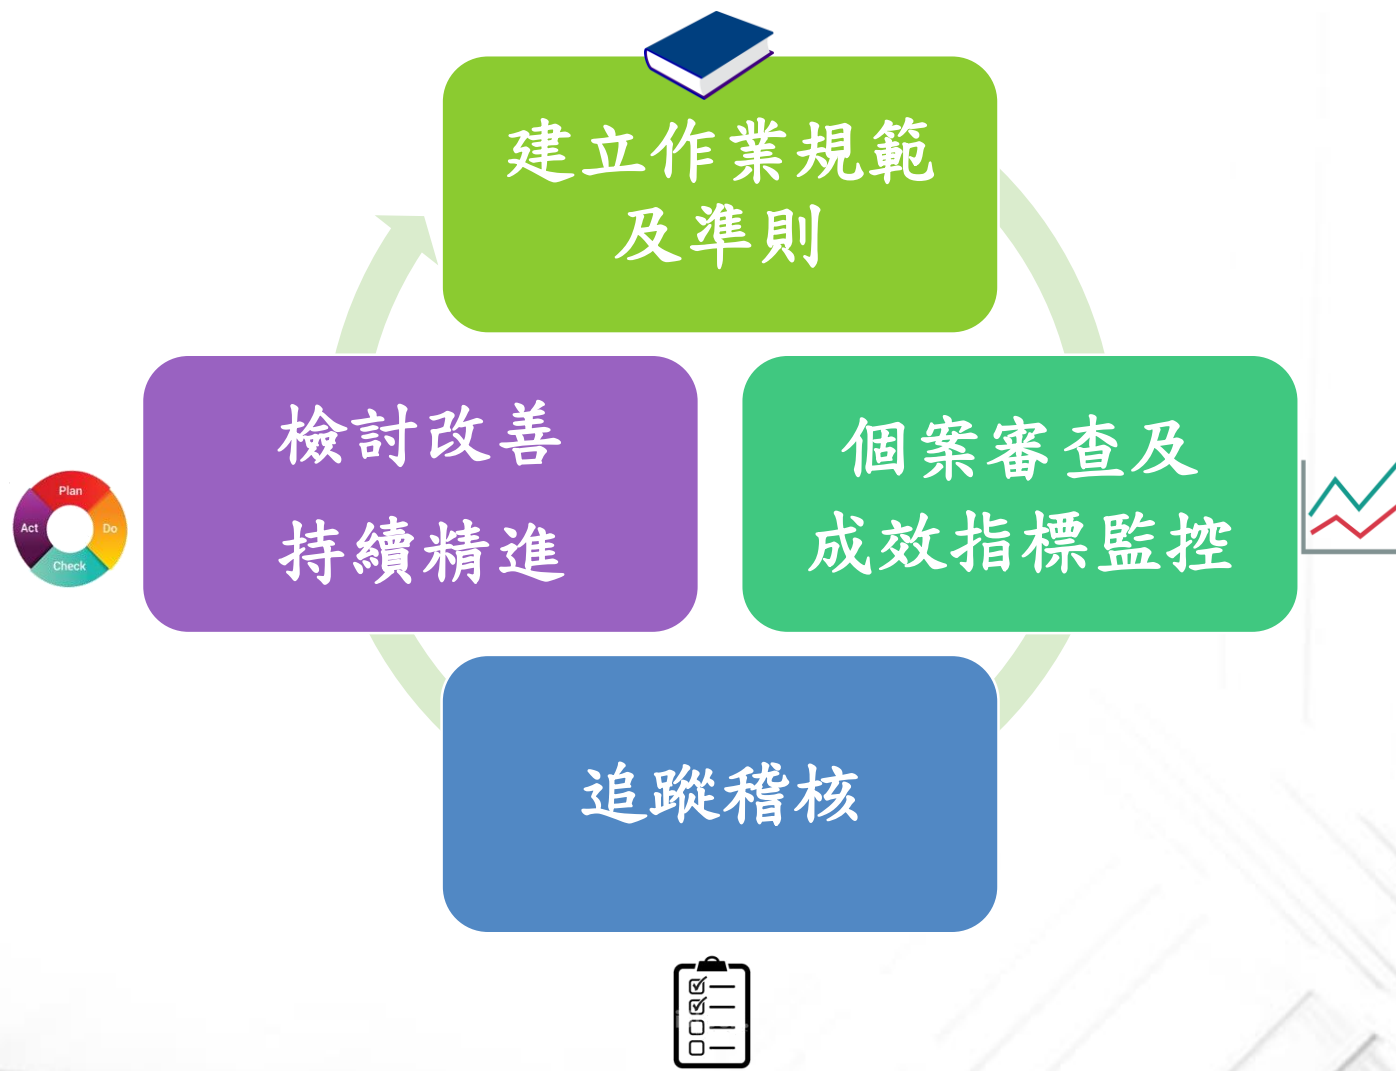 建立作業規範
及準則
個案審查及
成效指標監控
追蹤稽核
檢討改善
持續精進
Plan
Do
Check
Act